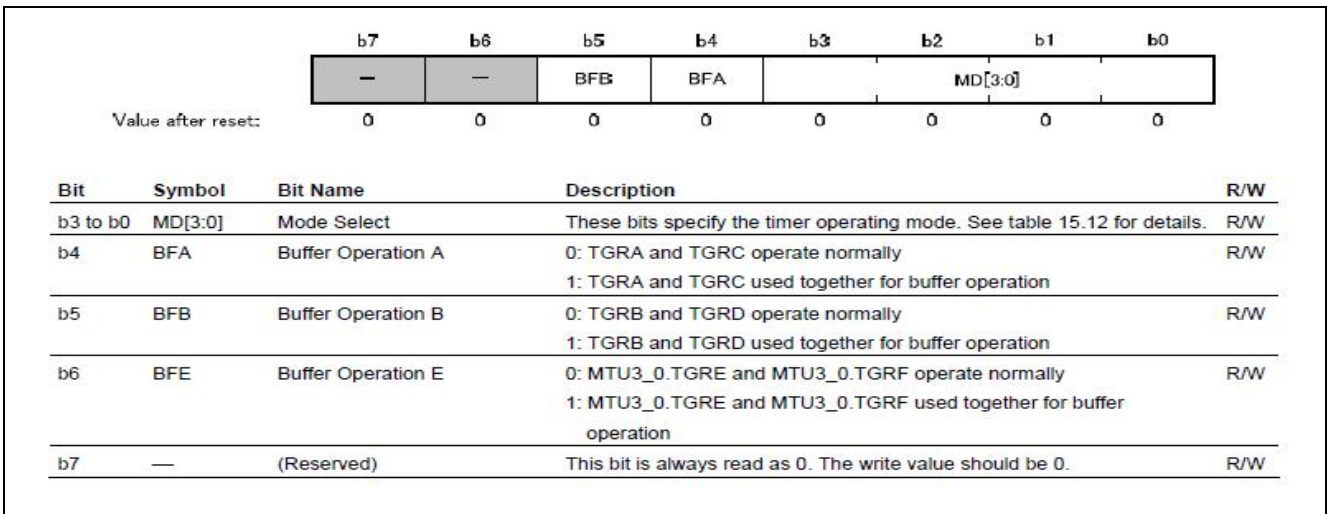 b7 b6 b5 b4 b3 b2 b1 b0
— — BFB BFA MD[3:0]
Value after reset: 0 0 0 0 0 0 0 0
Bit Symbol Bit Name Description R/W
b3 to b0 MD[3:0] Mode Select These bits specify the timer operating mode. See table 15.12 for details. R/W
b4 BFA Buffer Operation A 0: TGRA and TGRC operate normally R/W
1: TGRA and TGRC used together for buffer operation
b5 BFB Buffer Operation B 0: TGRB and TGRD operate normally R/W
1: TGRB and TGRD used together for buffer operation
b6 BFE Buffer Operation E 0: MTU3_0.TGRE and MTU3_0.TGRF operate normally R/W
1: MTU3_0.TGRE and MTU3_0.TGRF used together for buffer
operation
b7 — (Reserved) This bit is always read as 0. The write value should be 0. R/W